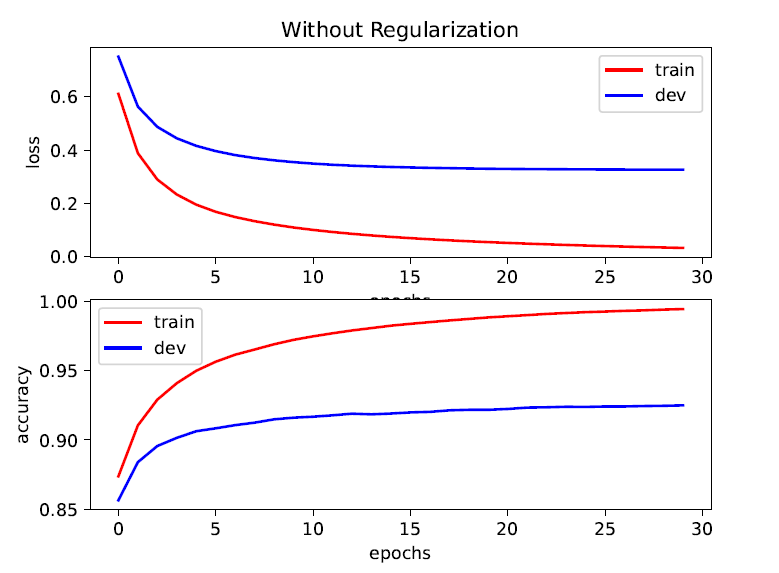 Without Regularization
train
dev
loss
0.6
0.4
0.2
0.0
0 5 10 15 20 25 30
epochs
train
dev
accuracy
1.00
0.95
0.90
0.85
0 5 10 15 20 25 30
epochs